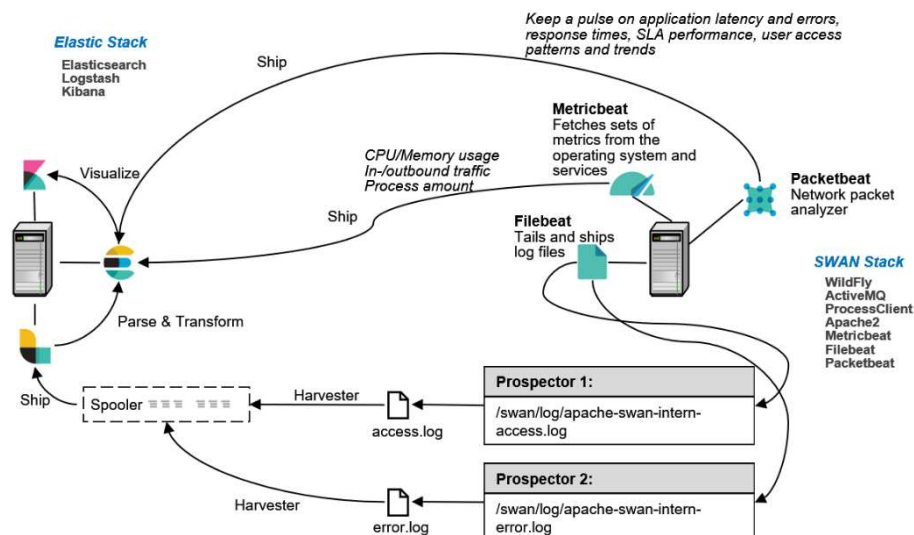 Keep a pulse on application latency and errors,
response times, SLA performance, user access
patterns and trends
Elastic Stack
Elasticsearch
Logstash
Kibana
Ship
Metricbeat
Fetches sets of
metrics from the
operating system and
services
CPU/Memory usage
In-/outbound traffic
Process amount
Visualize
Packetbeat
Network packet
analyzer
Ship
Filebeat
Tails and ships
log files
SWAN Stack
WildFly
ActiveMQ
ProcessClient
Apache2
Metricbeat
Filebeat
Packetbeat
Parse & Transform
Ship
Spooler
Harvester
access.log
Prospector 1:
/swan/log/apache-swan-intern-
access.log
Harvester
error.log
Prospector 2:
/swan/log/apache-swan-intern-
error.log